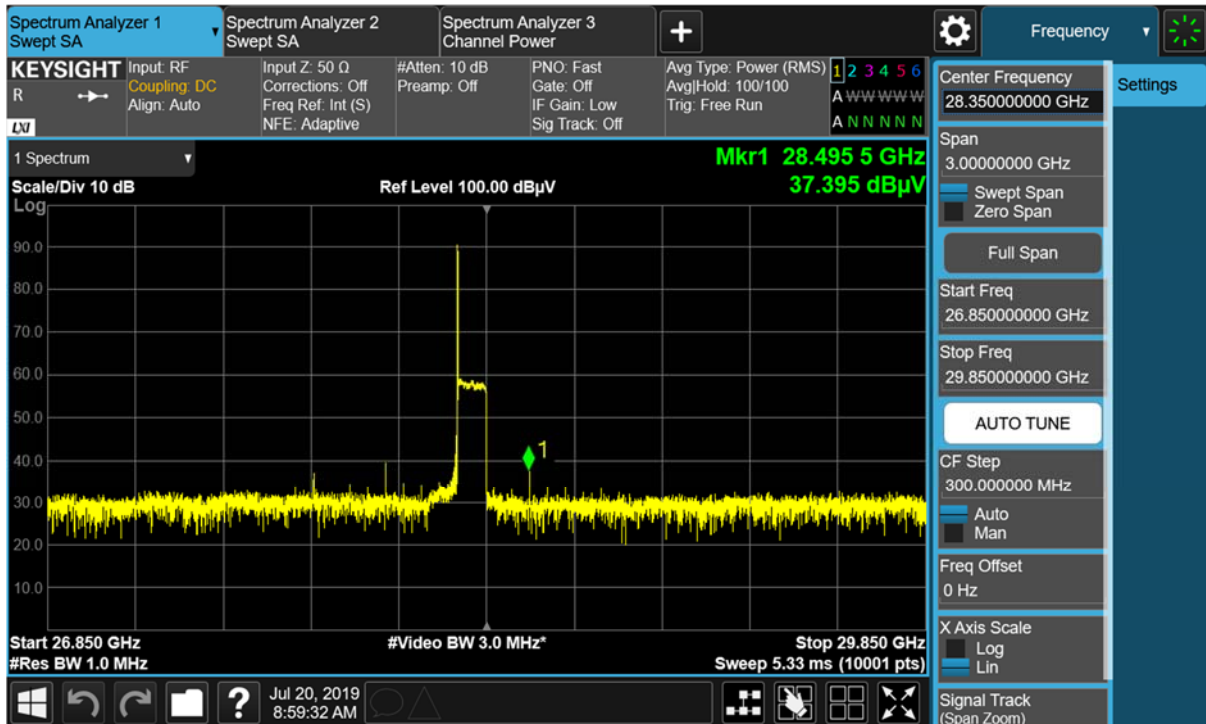 Spectrum Analyzer 1
Swept SA
Spectrum Analyzer 2
Swept SA
Spectrum Analyzer 3
Channel Power
Frequency
KEYSIGHT
R
LXI
Input: RF
Coupling: DC
Align: Auto
Input Z: 50 Ω
Corrections: Off
Freq Ref: Int (S)
NFE: Adaptive
#Atten: 10 dB
Preamp: Off
PNO: Fast
Gate: Off
IF Gain: Low
Sig Track: Off
Avg Type: Power (RMS)
Avg|Hold: 100/100
Trig: Free Run
1 2 3 4 5 6
A W W W W W
A N N N N N
1 Spectrum
Mkr1 28.495 5 GHz
37.395 dBµV
Scale/Div 10 dB
Ref Level 100.00 dBµV
Log
90.0
80.0
70.0
60.0
50.0
40.0
30.0
20.0
10.0
1
Start 26.850 GHz
#Video BW 3.0 MHz*
Stop 29.850 GHz
#Res BW 1.0 MHz
Sweep 5.33 ms (10001 pts)
Jul 20, 2019
8:59:32 AM
Center Frequency
28.350000000 GHz
Settings
Span
3.00000000 GHz
Swept Span
Zero Span
Full Span
Start Freq
26.850000000 GHz
Stop Freq
29.850000000 GHz
AUTO TUNE
CF Step
300.000000 MHz
Auto
Man
Freq Offset
0 Hz
X Axis Scale
Log
Lin
Signal Track
(Span Zoom)